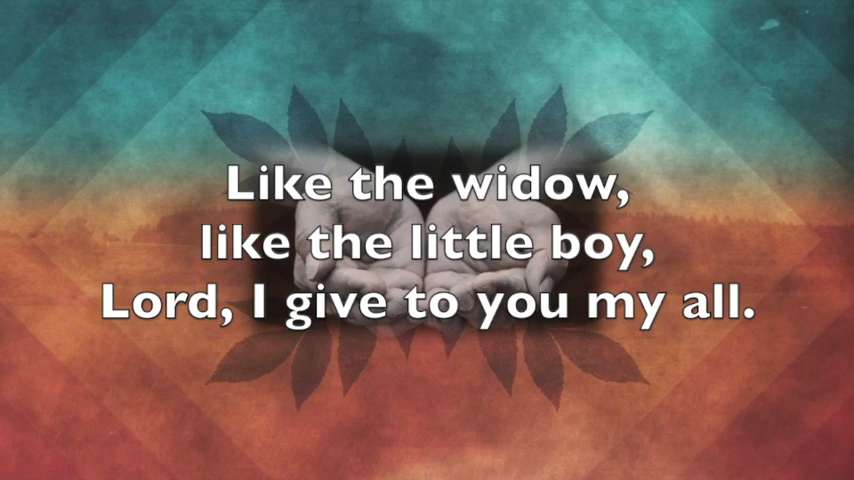 Like the widow,
like the little boy,
Lord, I give to you my all.